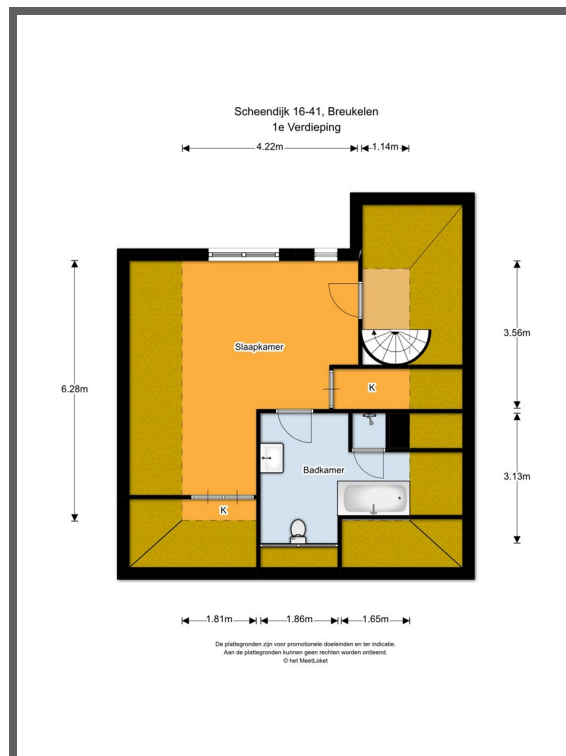 Scheendijk 16-41, Breukelen
1e Verdieping
4.22m
1.14m
Slaapkamer
3.56m
6.28m
K
Badkamer
3.13m
K
1.81m
1.86m
1.65m
De plattegronden zijn voor promotionele doeleinden en ter indicatie.
Aan de plattegronden kunnen geen rechten worden ontleend.
© het MeetLoket